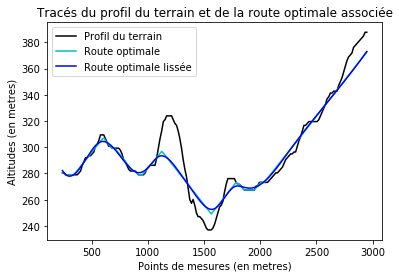 Tracés du profil du terrain et de la route optimale associée
Profil du terrain
Route optimale
Route optimale lissée
Altitudes (en metres)
380
360
340
320
300
280
260
240
500
1000
1500
2000
2500
3000
Points de mesures (en metres)